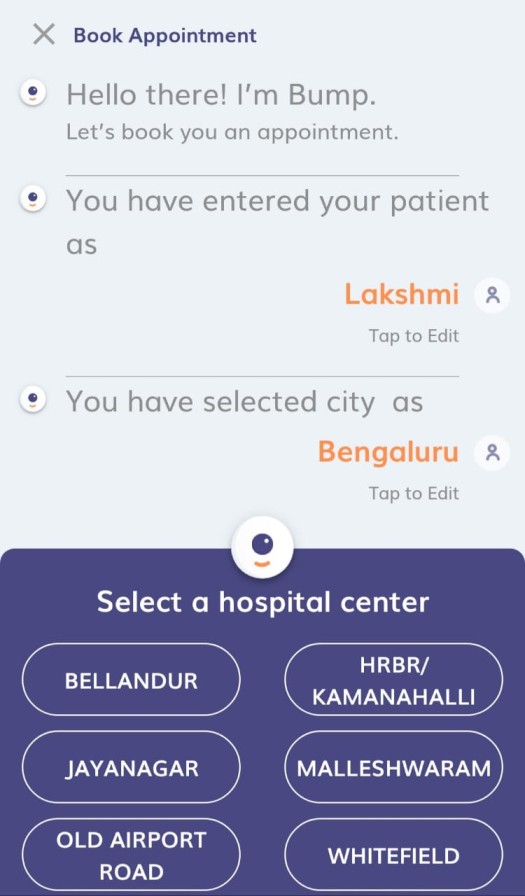 Book Appointment
Hello there! I'm Bump.
Let's book you an appointment.
You have entered your patient
as
Lakshmi
Tap to Edit
You have selected city as
Bengaluru
Tap to Edit
Select a hospital center
BELLANDUR
HRBR/
KAMANAHALLI
JAYANAGAR
MALLESHWARAM
OLD AIRPORT
ROAD
WHITEFIELD